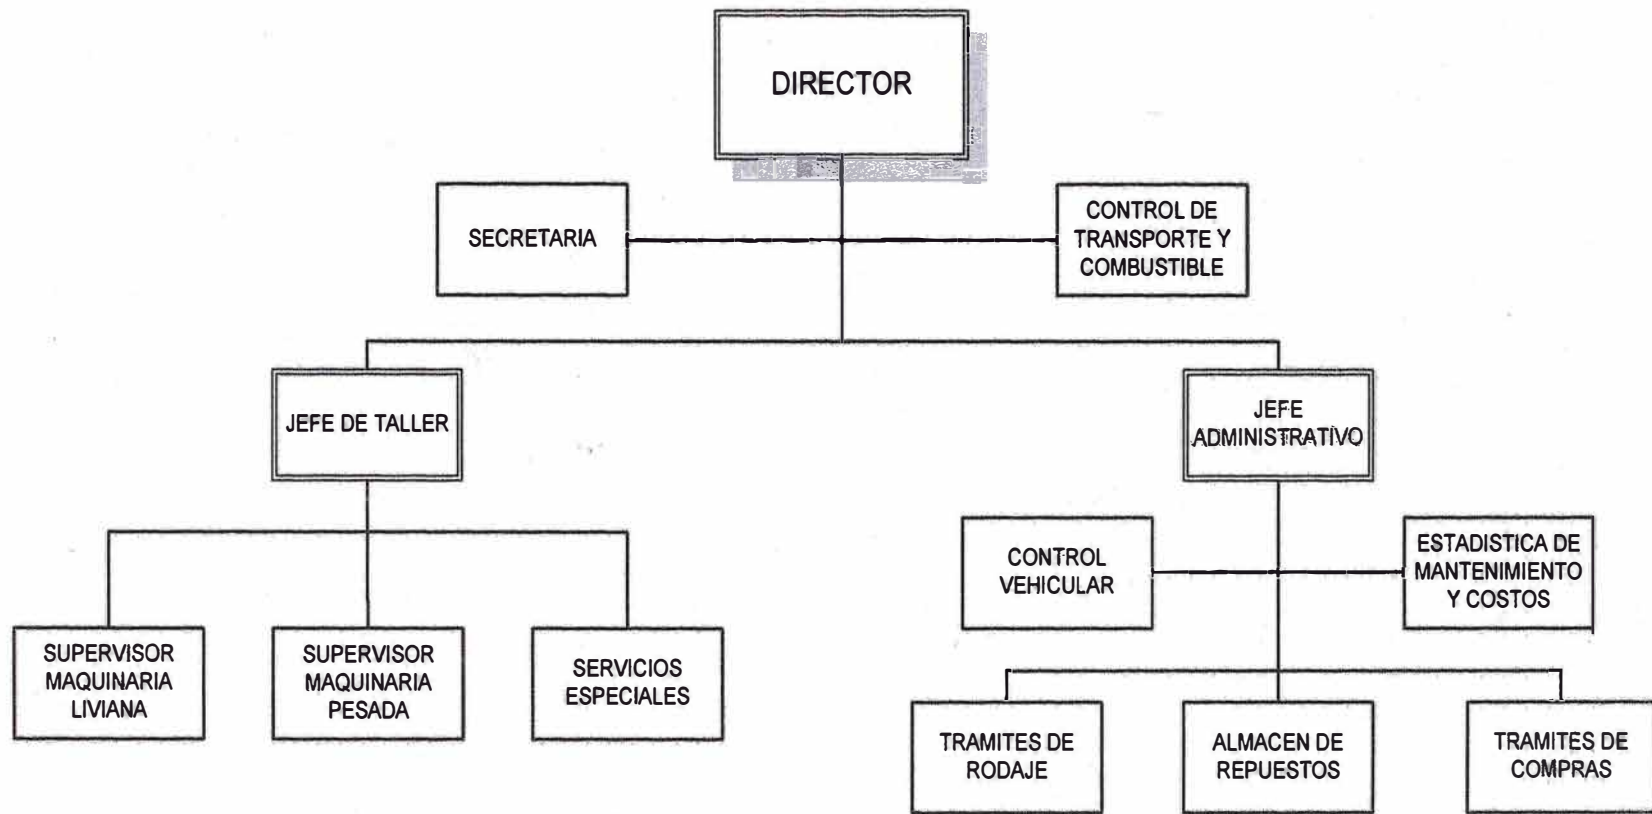 DIRECTOR
SECRETARIA
CONTROL DE
TRANSPORTE Y
COMBUSTIBLE
JEFE DE TALLER
JEFE
ADMINISTRATIVO
CONTROL
VEHICULAR
ESTADISTICA DE
MANTENIMIENTO
Y COSTOS
SUPERVISOR
MAQUINARIA
LIVIANA
SUPERVISOR
MAQUINARIA
PESADA
SERVICIOS
ESPECIALES
TRAMITES DE
RODAJE
ALMACEN DE
REPUESTOS
TRAMITES DE
COMPRAS